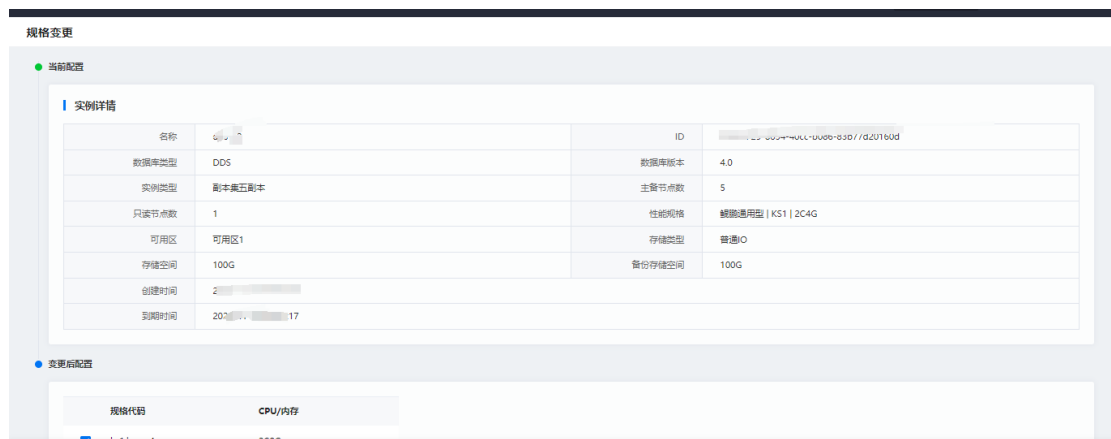 规格变更
当前配置
实例详情
名称
ID 40cc-b086-83b77d20160d
数据库类型 DDS 数据库版本 4.0
实例类型 副本集五副本 主备节点数 5
只读节点数 1 性能规格 鲲鹏通用型 | KS1 | 2C4G
可用区 可用区1 存储类型 普通IO
存储空间 100G 备份存储空间 100G
创建时间
到期时间 17
变更后配置
规格代码 CPU/内存